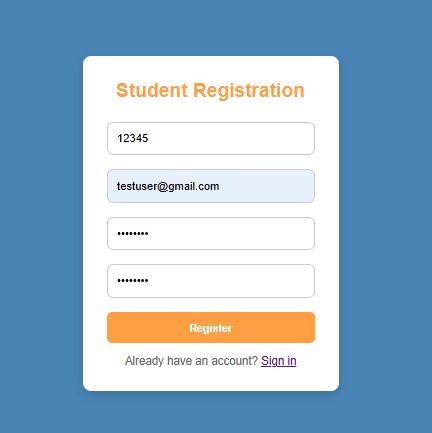 Student Registration
12345
testuser@gmail.com
••••••••
••••••••
Register
Already have an account? Sign in